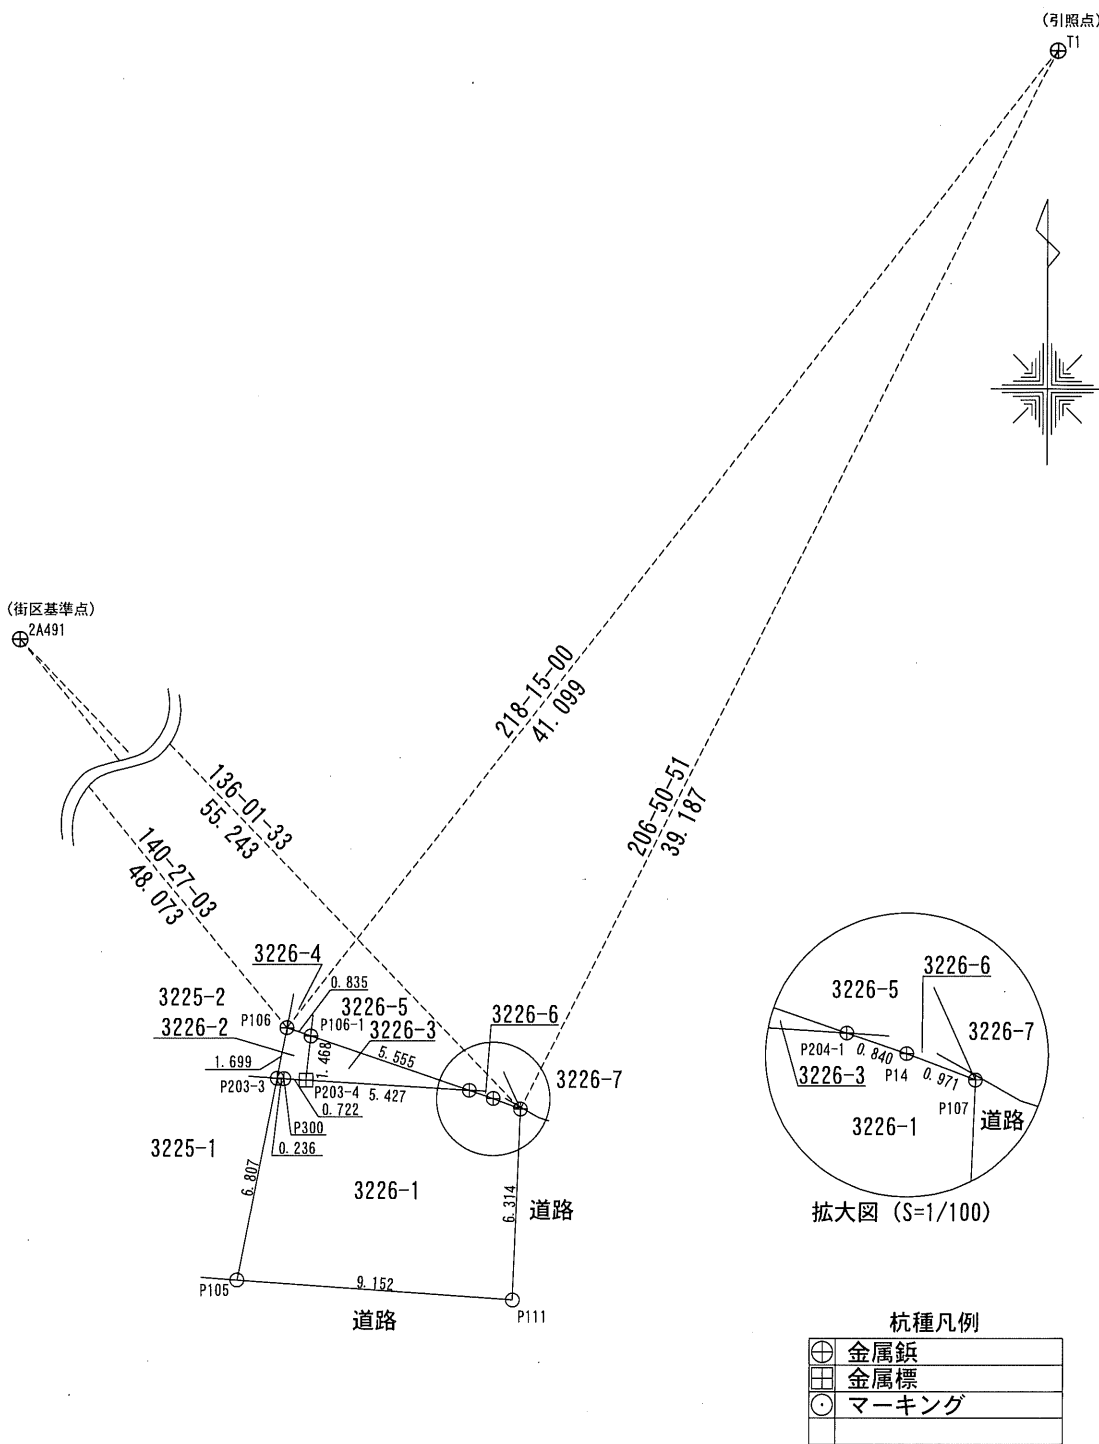 (引照点)
T1
(街区基準点)
2A491
218-15-00
41.099
206-50-51
39.187
136-01-33
55.243
140-27-03
48.073
3226-4
0.835
3225-2
3226-5
P106
P106-1
3226-2
3226-3
3226-6
1.468
5.555
1.699
3226-7
P203-3
P203-4
5.427
0.722
P300
0.236
3225-1
6.807
3226-1
6.314
道路
P105
9.152
P111
道路
3226-6
3226-5
3226-7
P204-1
0.840
3226-3
P14
0.971
P107
道路
3226-1
拡大図 (S=1/100)
杭種凡例
金属鋲
金属標
マーキング